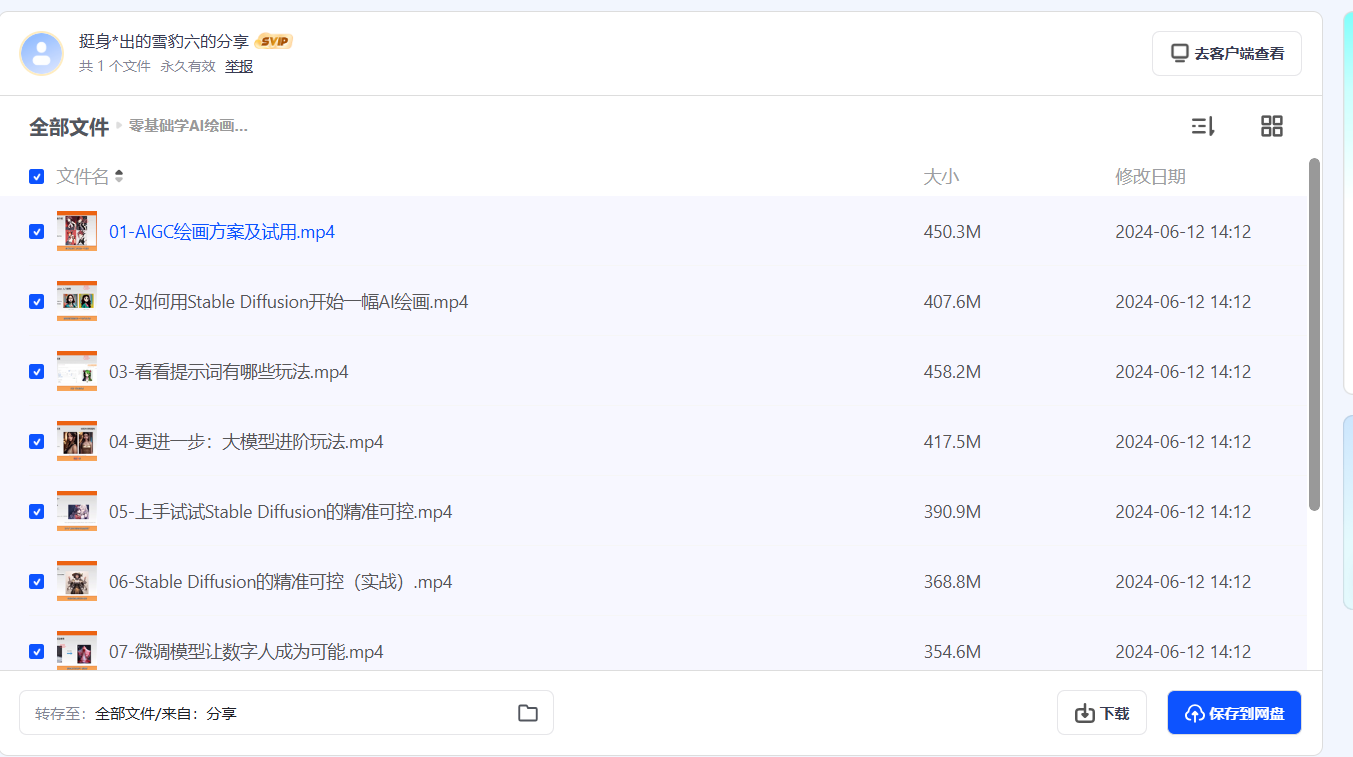 挺身*出的雪豹六的分享 SVIP
共 1 个文件 永久有效 举报
去客户端查看
全部文件 零基础学AI绘画...
文件名 大小 修改日期
01-AIGC绘画方案及试用.mp4 450.3M 2024-06-12 14:12
02-如何用Stable Diffusion开始一幅AI绘画.mp4 407.6M 2024-06-12 14:12
03-看看提示词有哪些玩法.mp4 458.2M 2024-06-12 14:12
04-更进一步：大模型进阶玩法.mp4 417.5M 2024-06-12 14:12
05-上手试试Stable Diffusion的精准可控.mp4 390.9M 2024-06-12 14:12
06-Stable Diffusion的精准可控（实战）.mp4 368.8M 2024-06-12 14:12
07-微调模型让数字人成为可能.mp4 354.6M 2024-06-12 14:12
转存至：全部文件/来自：分享 下载 保存到网盘